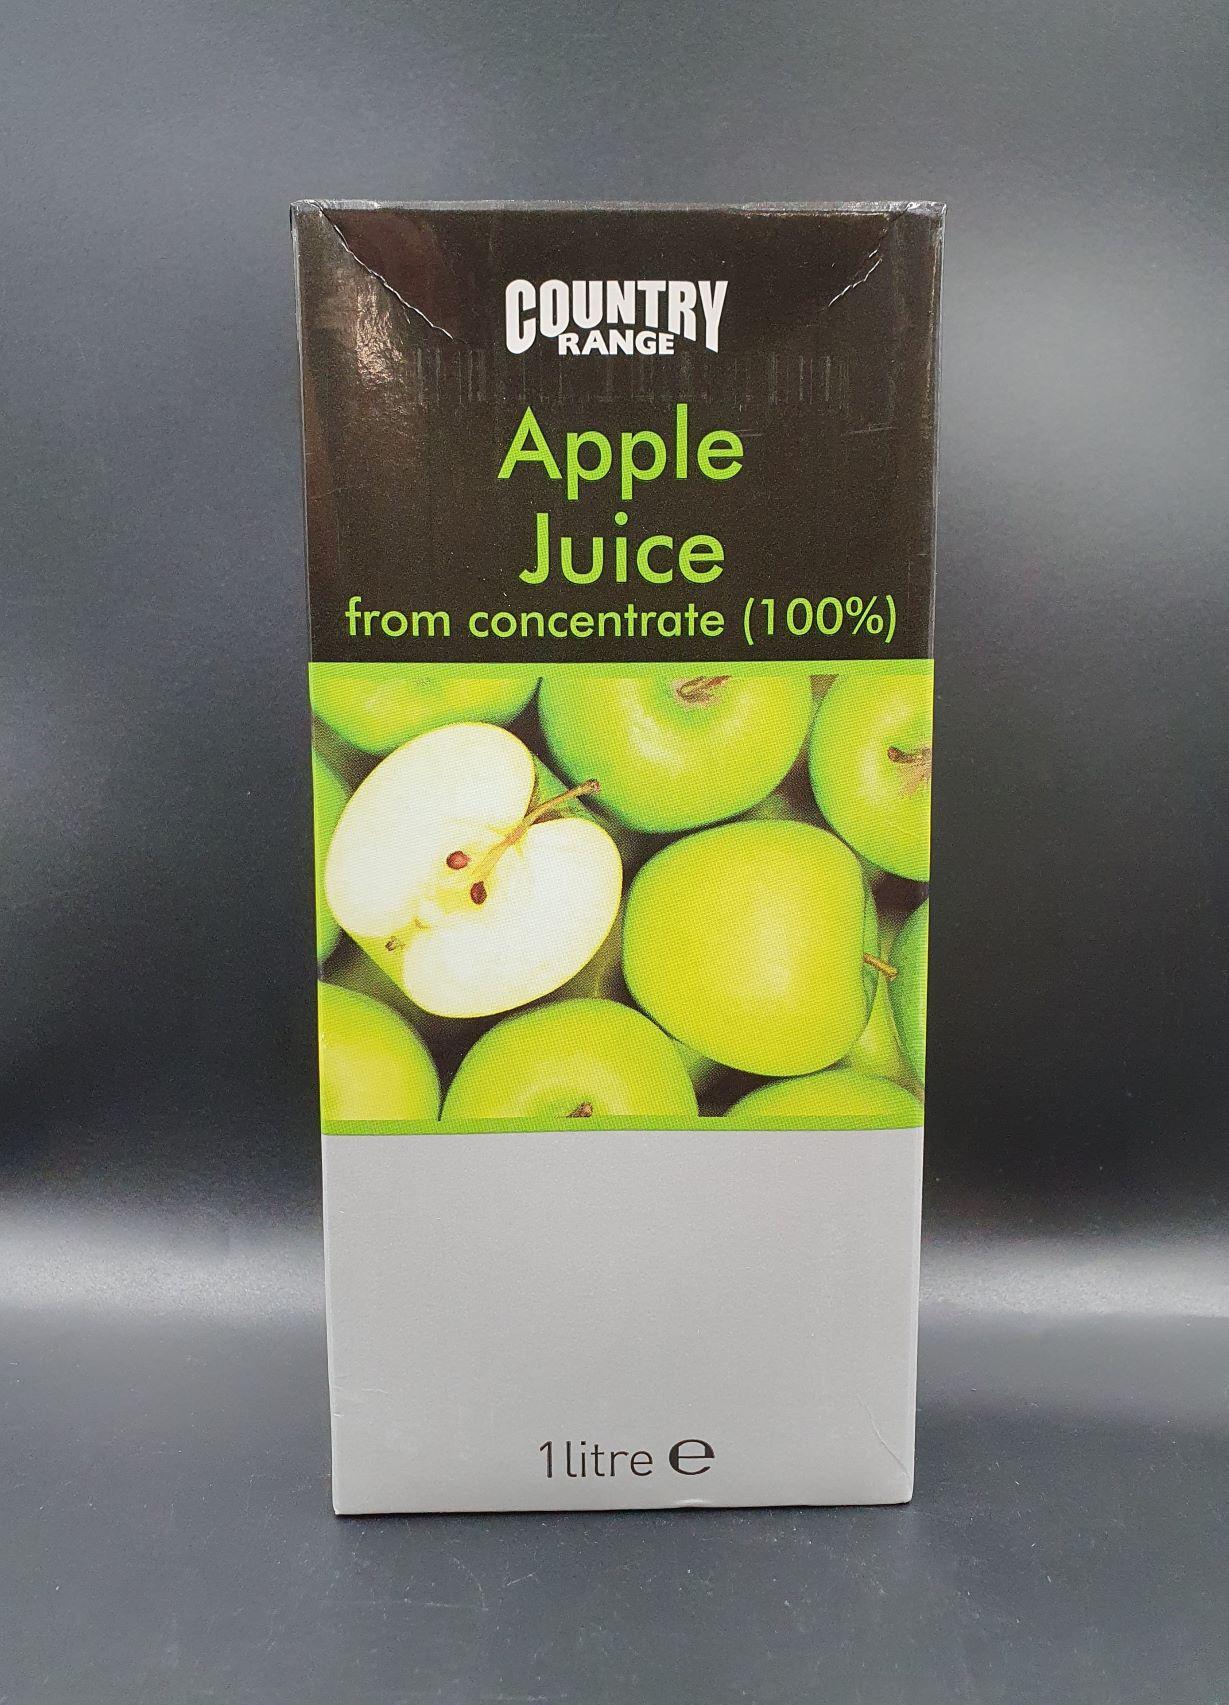 COUNTRY
RANGE
Apple
Juice
from concentrate (100%)
1 litre ℮